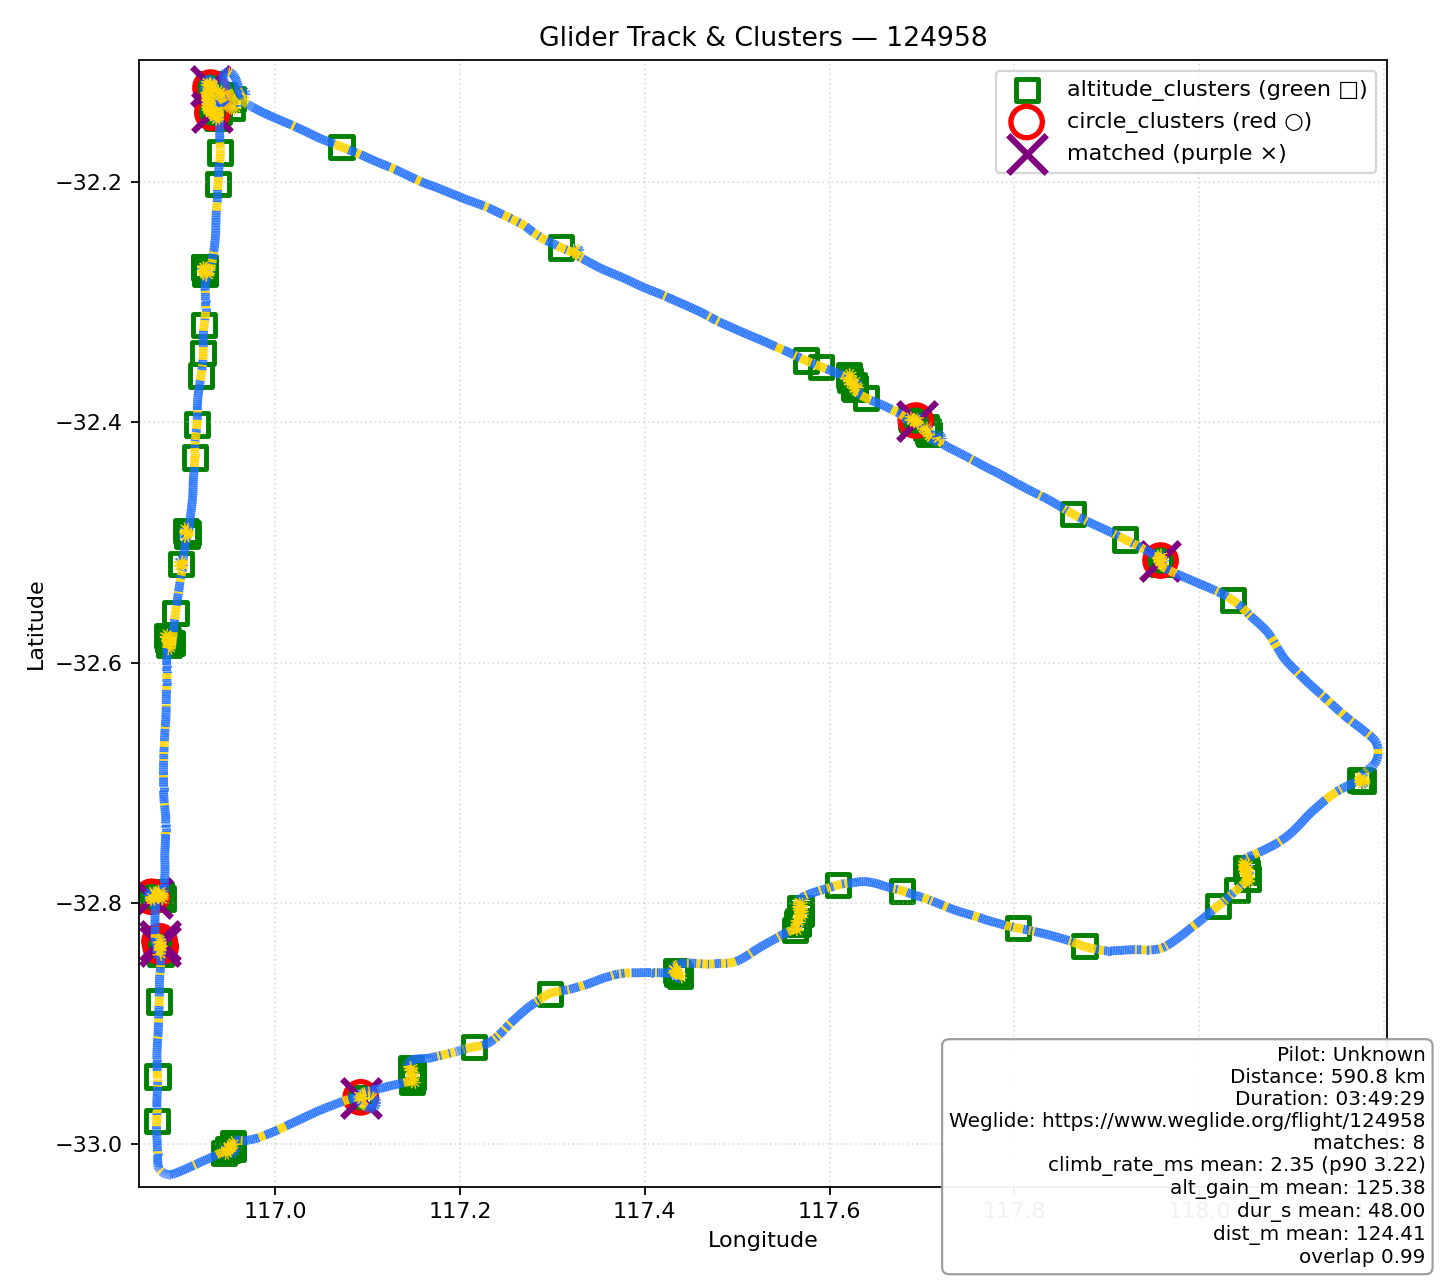 Glider Track & Clusters — 124958
altitude_clusters (green □)
circle_clusters (red ○)
matched (purple ×)
−32.2
−32.4
−32.6
−32.8
−33.0
Latitude
117.0
117.2
117.4
117.6
117.8
118.0
Longitude
Pilot: Unknown
Distance: 590.8 km
Duration: 03:49:29
Weglide: https://www.weglide.org/flight/124958
matches: 8
climb_rate_ms mean: 2.35 (p90 3.22)
alt_gain_m mean: 125.38
dur_s mean: 48.00
dist_m mean: 124.41
overlap 0.99